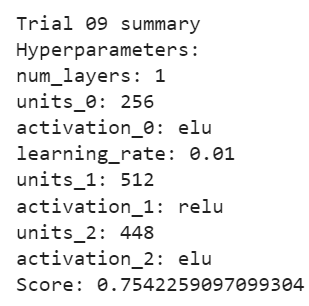 Trial 09 summary
Hyperparameters:
num_layers: 1
units_0: 256
activation_0: elu
learning_rate: 0.01
units_1: 512
activation_1: relu
units_2: 448
activation_2: elu
Score: 0.7542259097099304